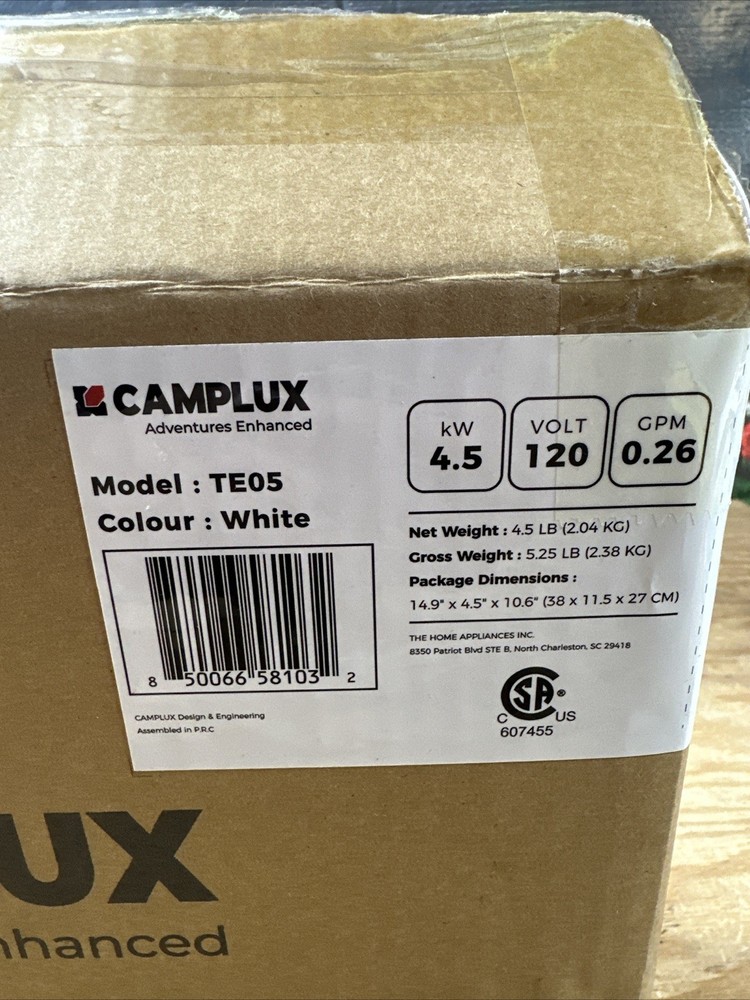 CAMPLUX
Adventures Enhanced
Model : TE05
Colour : White
8 50066 58103 2
CAMPLUX Design & Engineering
Assembled in P.R.C
kW
4.5
VOLT
120
GPM
0.26
Net Weight : 4.5 LB (2.04 KG)
Gross Weight : 5.25 LB (2.38 KG)
Package Dimensions :
14.9" x 4.5" x 10.6" (38 x 11.5 x 27 CM)
THE HOME APPLIANCES INC.
8350 Patriot Blvd STE B, North Charleston, SC 29418
SA ®
C US
607455
UX
nhanced